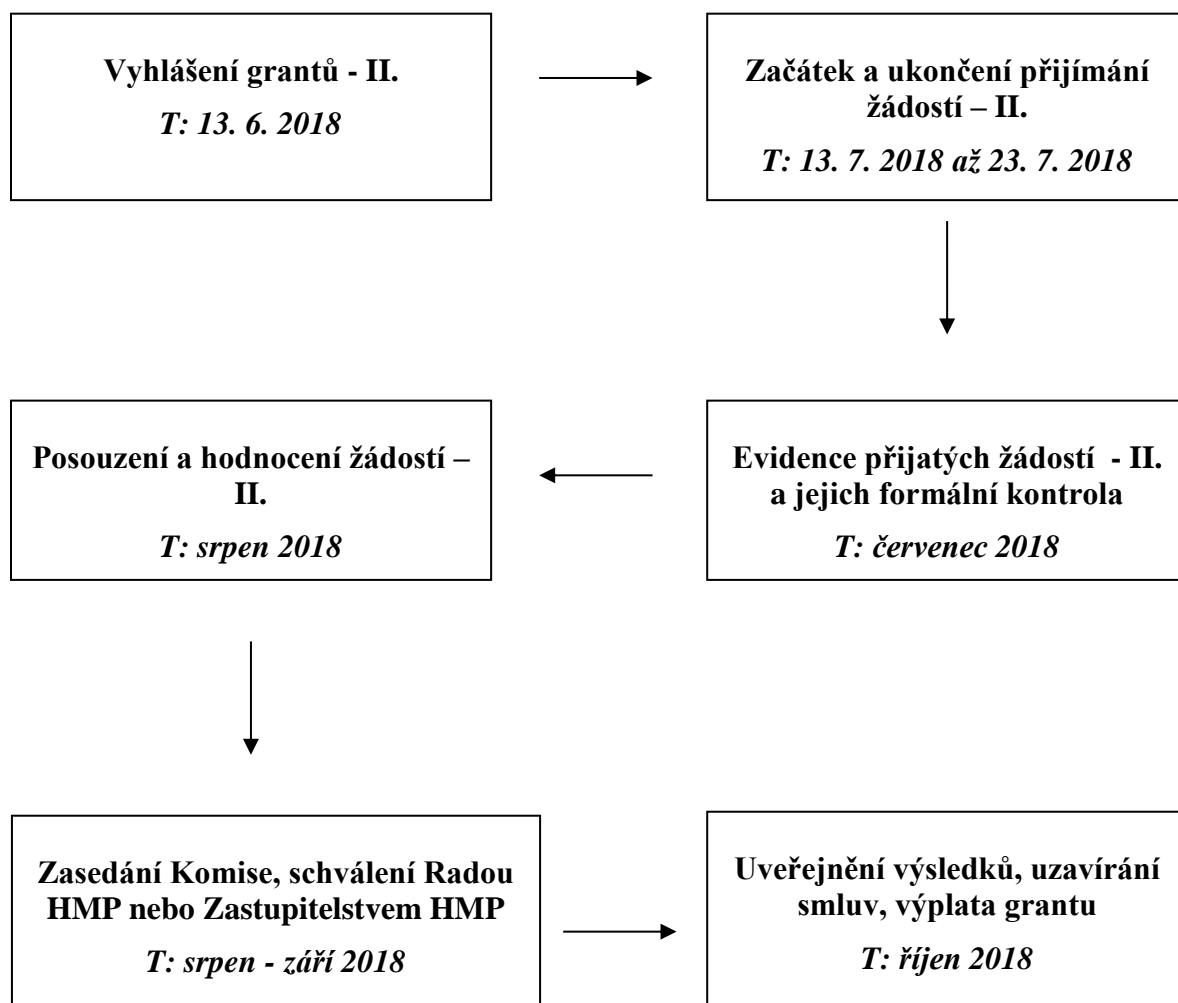 Vyhlášení grantů - II.
T: 13. 6. 2018
Začátek a ukončení přijímání
žádostí – II.
T: 13. 7. 2018 až 23. 7. 2018
Posouzení a hodnocení žádostí –
II.
T: srpen 2018
Evidence přijatých žádostí  - II.
a jejich formální kontrola
T: červenec 2018
Zasedání Komise, schválení Radou
HMP nebo Zastupitelstvem HMP
T: srpen - září 2018
Uveřejnění výsledků, uzavírání
smluv, výplata grantu
T: říjen 2018